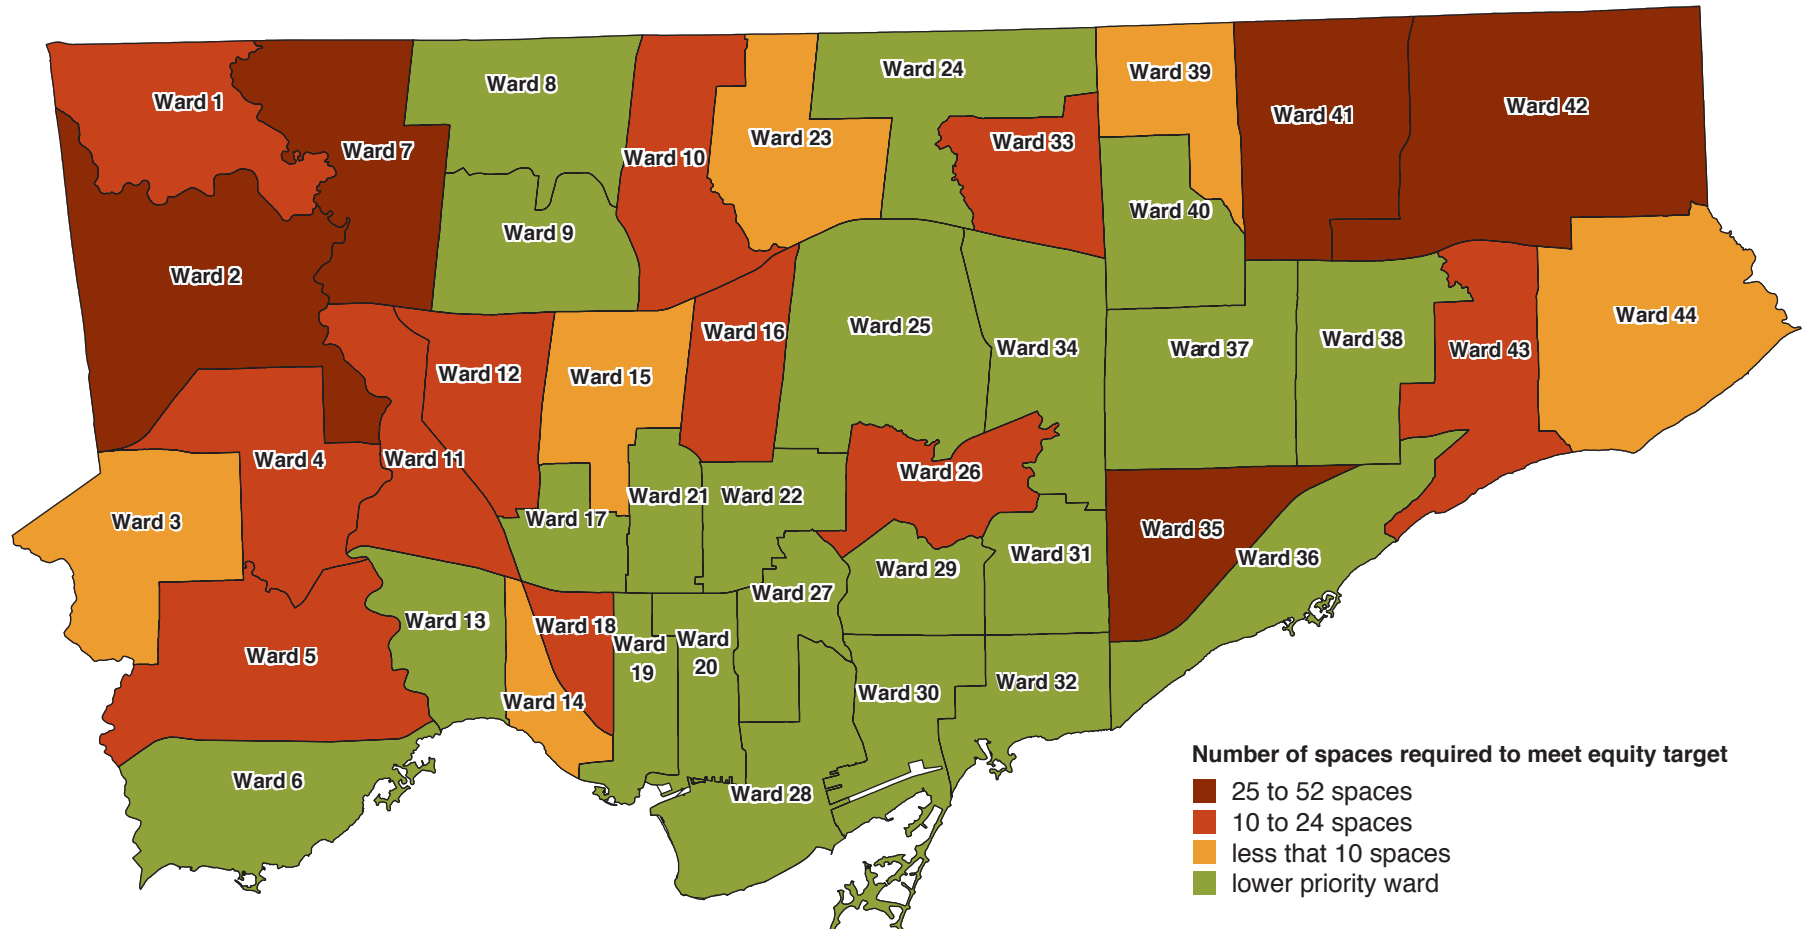 Ward 1
Ward 2
Ward 3
Ward 4
Ward 5
Ward 6
Ward 7
Ward 8
Ward 9
Ward 10
Ward 11
Ward 12
Ward 13
Ward 14
Ward 15
Ward 16
Ward 17
Ward 18
Ward
19
Ward
20
Ward 21
Ward 22
Ward 23
Ward 24
Ward 25
Ward 26
Ward 27
Ward 28
Ward 29
Ward 30
Ward 31
Ward 32
Ward 33
Ward 34
Ward 35
Ward 36
Ward 37
Ward 38
Ward 39
Ward 40
Ward 41
Ward 42
Ward 43
Ward 44
Number of spaces required to meet equity target
25 to 52 spaces
10 to 24 spaces
less that 10 spaces
lower priority ward